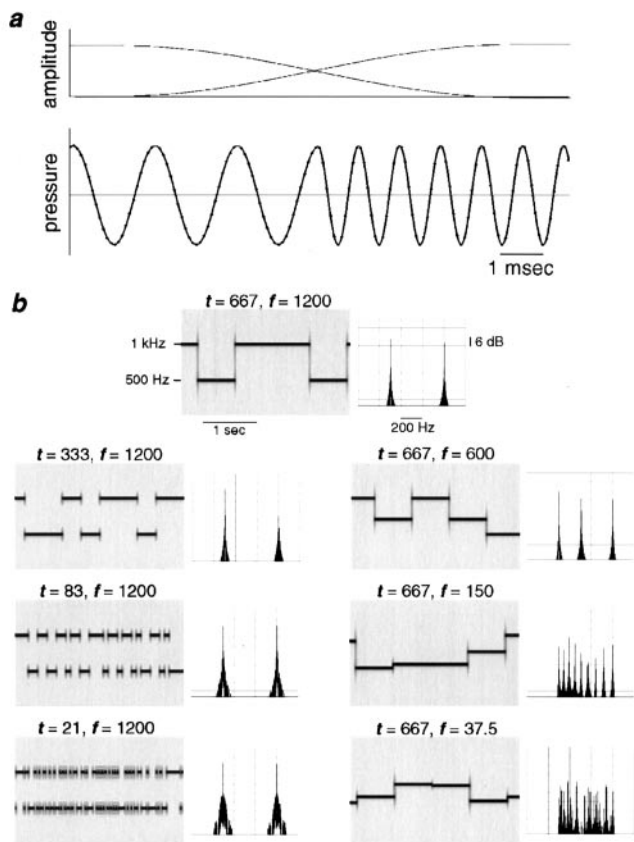 a
amplitude
pressure
1 msec
b
t = 667, f = 1200
1 kHz
500 Hz
6 dB
1 sec
200 Hz
t = 333, f = 1200
t = 667, f = 600
t = 83, f = 1200
t = 667, f = 150
t = 21, f = 1200
t = 667, f = 37.5